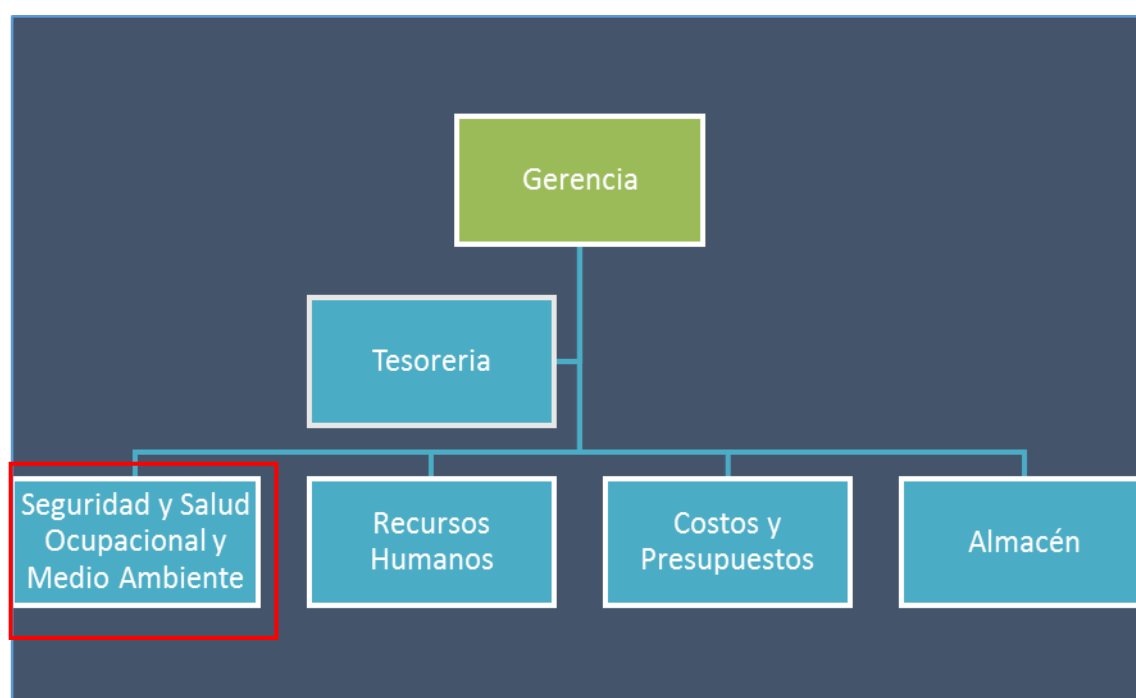 Gerencia
Tesoreria
Seguridad y Salud
Ocupacional y
Medio Ambiente
Recursos
Humanos
Costos y
Presupuestos
Almacén